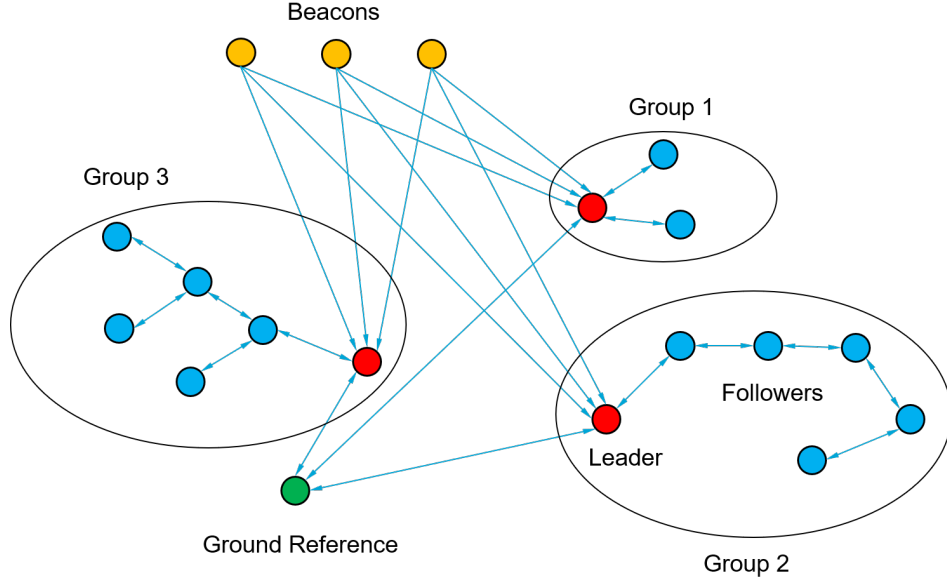 Beacons
Group 1
Group 3
Followers
Leader
Ground Reference
Group 2